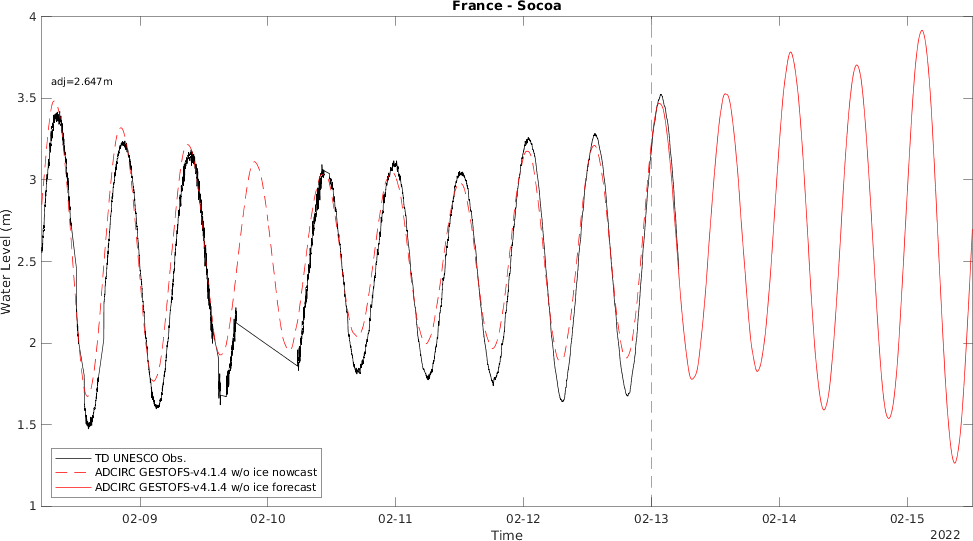 France - Socoa
4
3.5
3
2.5
2
1.5
1
Water Level (m)
adj=2.647m
TD UNESCO Obs.
ADCIRC GESTOFS-v4.1.4 w/o ice nowcast
ADCIRC GESTOFS-v4.1.4 w/o ice forecast
02-09 02-10 02-11 02-12 02-13 02-14 02-15
Time
2022